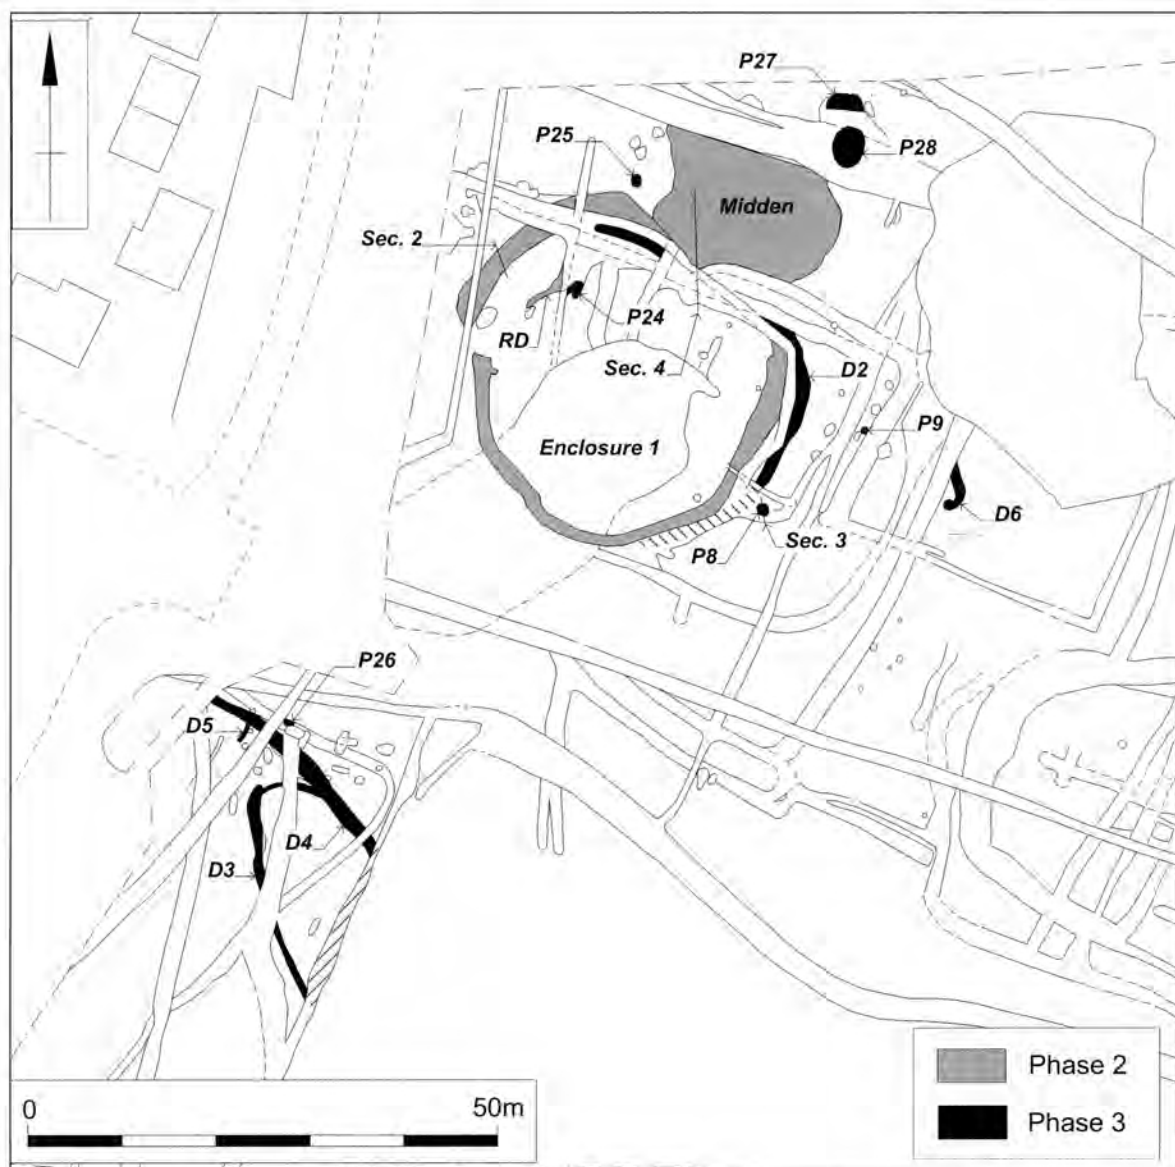 P27
P25
P28
Midden
Sec. 2
P24
RD
Sec. 4
D2
P9
Enclosure 1
D6
Sec. 3
P8
P26
D5
D4
D3
Phase 2
0 50m
Phase 3